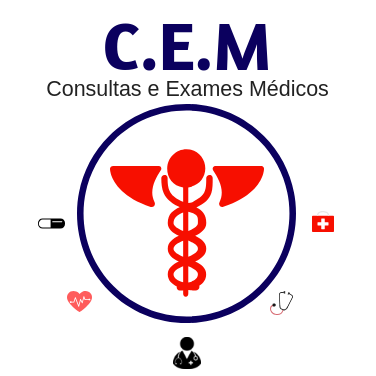 C.E.M
Consultas e Exames Médicos